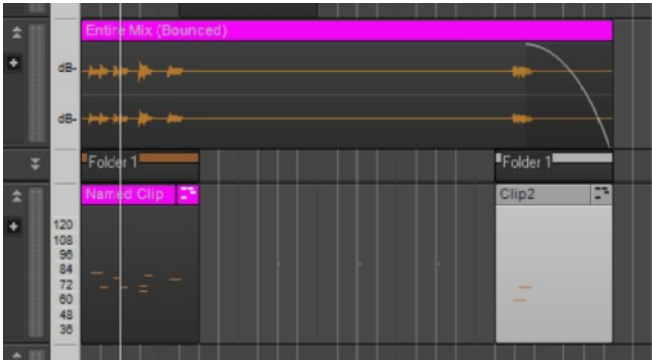 Entire Mix (Bounced)
dB-
dB-
Folder 1
Folder 1
Named Clip
Clip2
120
108
96
84
72
60
48
36